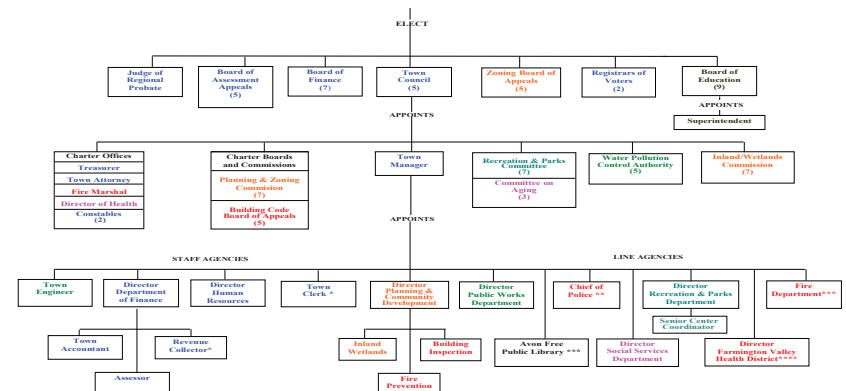 ELECT
Judge of
Regional
Probate
Board of
Assessment
Appeals
(5)
Board of
Finance
(7)
Town
Council
(5)
Zoning Board of
Appeals
(5)
Registrars of
Voters
(2)
Board of
Education
(9)
APPOINTS
Superintendent
APPOINTS
Charter Offices
Treasurer
Town Attorney
Fire Marshal
Director of Health
Constables
(2)
Charter Boards
and Commissions
Planning & Zoning
Commision
(7)
Building Code
Board of Appeals
(5)
Town
Manager
Recreation & Parks
Committee
(7)
Committee on
Aging
(3)
Water Pollution
Control Authority
(5)
Inland/Wetlands
Commission
(7)
APPOINTS
STAFF AGENCIES
LINE AGENCIES
Town
Engineer
Director
Department
of Finance
Director
Human
Resources
Town
Clerk *
Director
Planning &
Community
Development
Director
Public Works
Department
Chief of
Police **
Director
Recreation & Parks
Department
Senior Center
Coordinator
Fire
Department***
Town
Accountant
Revenue
Collector*
Assessor
Inland
Wetlands
Building
Inspection
Fire
Prevention
Avon Free
Public Library ***
Director
Social Services
Department
Director
Farmington Valley
Health District****